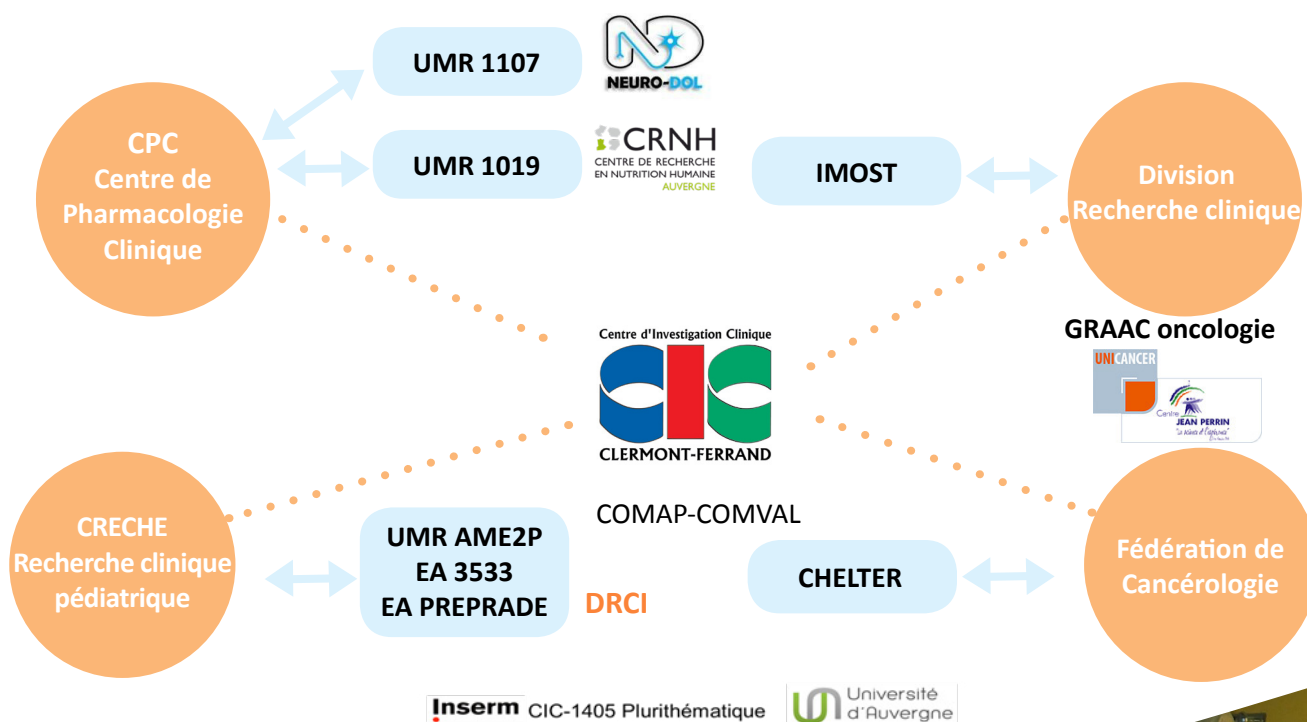 UMR 1107
NEURO-DOL
CPC
Centre de
Pharmacologie
Clinique
UMR 1019
CRNH
CENTRE DE RECHERCHE
EN NUTRITION HUMAINE
AUVERGNE
IMOST
Division
Recherche clinique
GRAAC oncologie
UNICANCER
Centre
JEAN PERRIN
Centre d'Investigation Clinique
CLERMONT-FERRAND
COMAP-COMVAL
CRECHE
Recherche clinique
pédiatrique
UMR AME2P
EA 3533
EA PREPRADE
DRCI
CHELTER
Fédération de
Cancérologie
Inserm CIC-1405 Plurithématique
Université
d'Auvergne